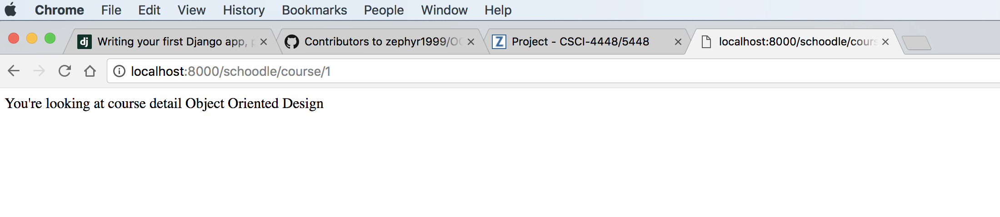 Chrome File Edit View History Bookmarks People Window Help
dj Writing your first Django app, Contributors to zephyr1999/ Z Project - CSCI-4448/5448 localhost:8000/schoodle/cours
localhost:8000/schoodle/course/1
You're looking at course detail Object Oriented Design